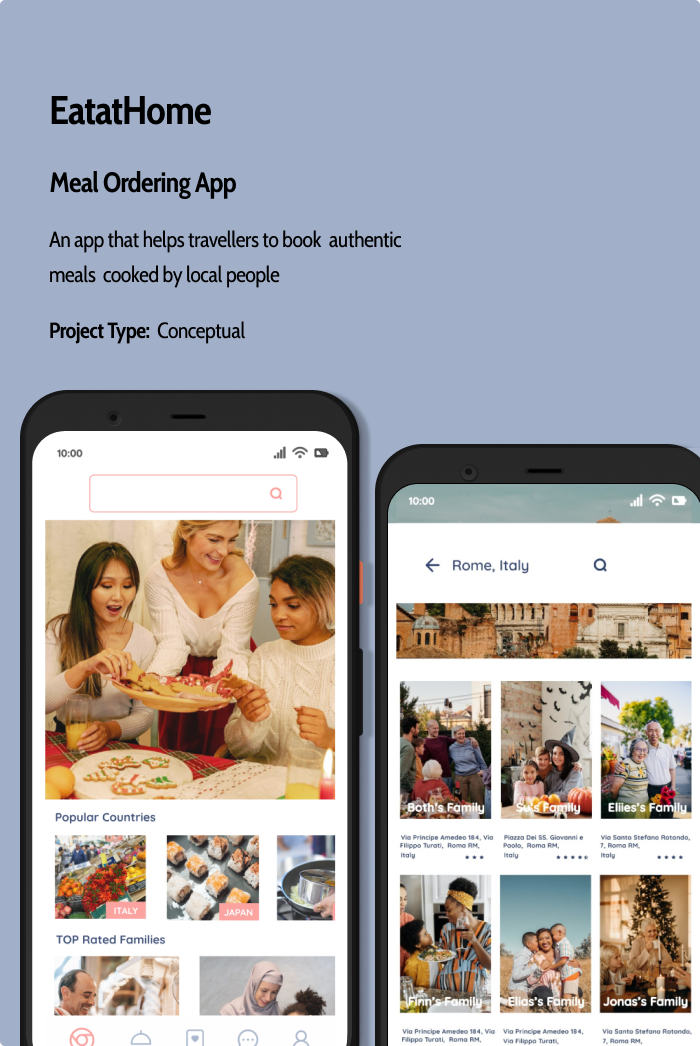 EatatHome
Meal Ordering App
An app that helps travellers to book authentic
meals cooked by local people
Project Type: Conceptual
10:00
Popular Countries
ITALY
JAPAN
TOP Rated Families
10:00
Rome, Italy
Both's Family
Su's Family
Eliies's Family
Via Principe Amedeo 184, Via
Filippo Turati, Roma RM,
Italy
Piazza Dei SS. Giovanni e
Paolo, Roma RM,
Italy
Via Santo Stefano Rotondo,
7, Roma RM,
Italy
Finn's Family
Elias's Family
Jonas's Family
Via Principe Amedeo 184, Via
Filippo Turati, Roma RM,
Via Principe Amedeo 184,
Via Filippo Turati,
Via Santo Stefano Rotondo,
7, Roma RM,